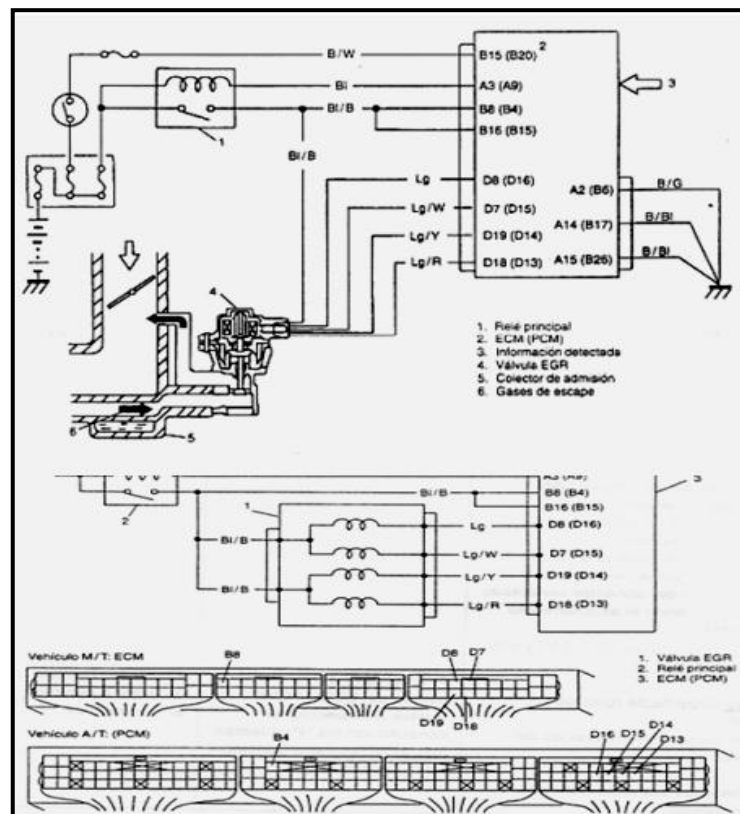 B/W
B15 (B20)
2
Bl
A3 (A9)
3
Bl/B
B8 (B4)
B16 (B15)
1
Bl/B
Lg
D8 (D16)
A2 (B6)
B/G
Lg/W
D7 (D15)
A14 (B17)
B/Bl
Lg/Y
D19 (D14)
Lg/R
D18 (D13)
A15 (B26)
B/Bl
4
1. Relé principal
2. ECM (PCM)
3. Información detectada
4. Válvula EGR
5. Colector de admisión
6. Gases de escape
6
5
A3 (A9)
3
Bl/B
B8 (B4)
2
1
B16 (B15)
Lg
D8 (D16)
Bl/B
Lg/W
D7 (D15)
Lg/Y
D19 (D14)
Bl/B
Lg/R
D18 (D13)
Vehículo M/T: ECM
B8
D8 D7
1. Válvula EGR
2. Relé principal
3. ECM (PCM)
D19 D18
Vehículo A/T: (PCM)
B4
D16 D15 D14 D13